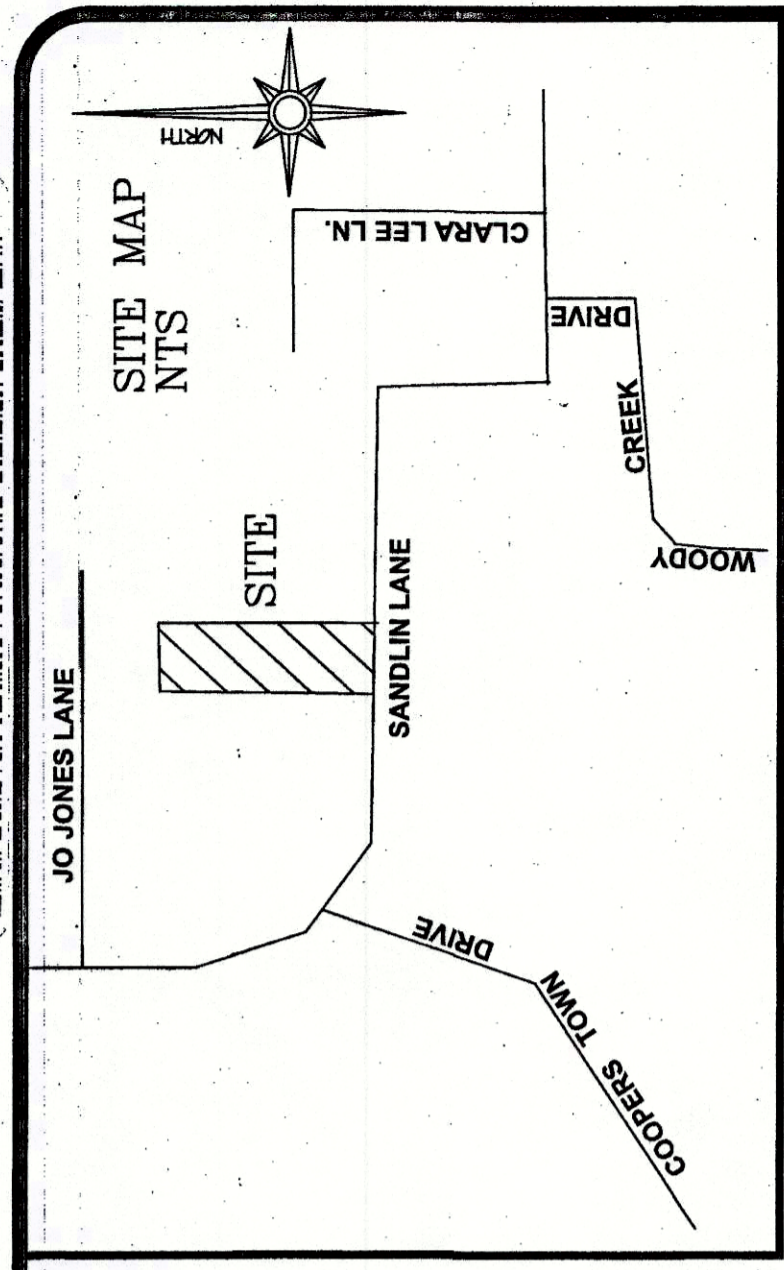 NORTH
SITE MAP
NTS
JO JONES LANE
SITE
SANDLIN LANE
CLARA LEE LN.
DRIVE
CREEK
WOODY
DRIVE
COOPERS TOWN